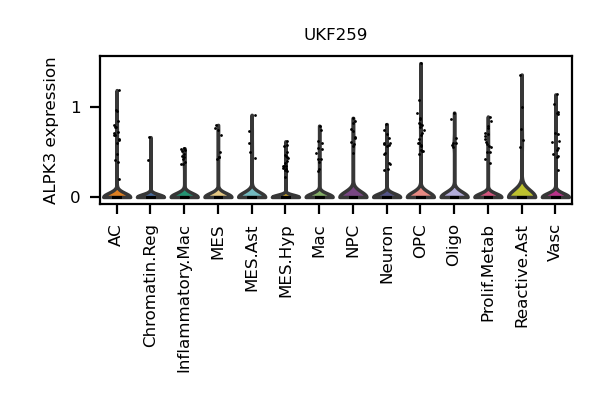 UKF259
ALPK3 expression
1
0
AC
Chromatin.Reg
Inflammatory.Mac
MES
MES.Ast
MES.Hyp
Mac
NPC
Neuron
OPC
Oligo
Prolif.Metab
Reactive.Ast
Vasc